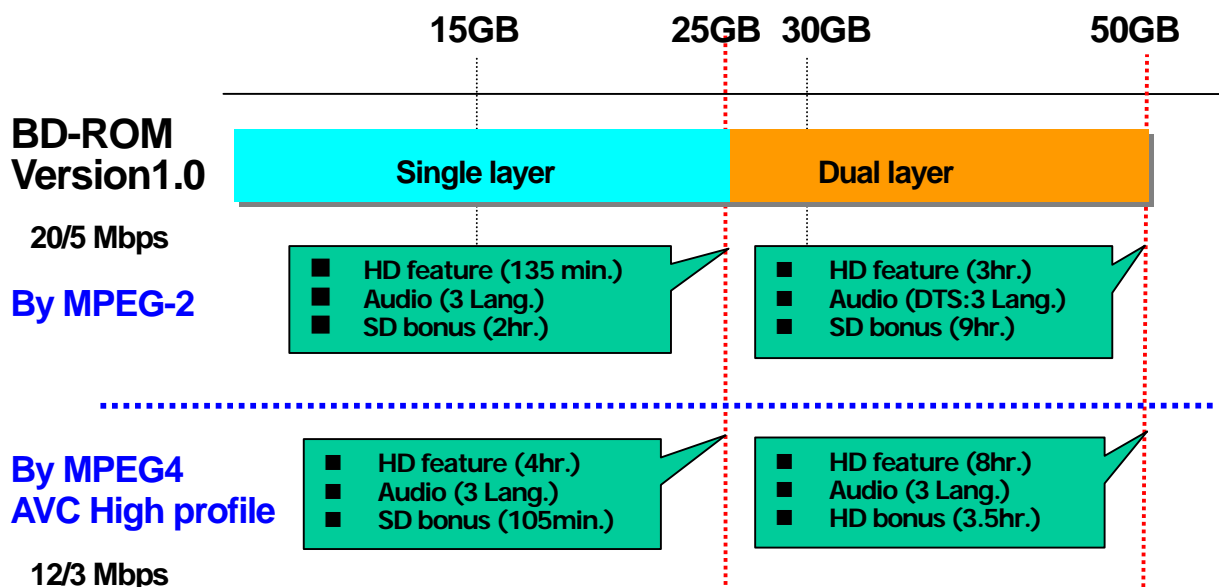 15GB 25GB 30GB 50GB
BD-ROM
Version1.0
Single layer Dual layer
20/5 Mbps
By MPEG-2
■ HD feature (135 min.)
■ Audio (3 Lang.)
■ SD bonus (2hr.)
■ HD feature (3hr.)
■ Audio (DTS:3 Lang.)
■ SD bonus (9hr.)
By MPEG4
AVC High profile
■ HD feature (4hr.)
■ Audio (3 Lang.)
■ SD bonus (105min.)
■ HD feature (8hr.)
■ Audio (3 Lang.)
■ HD bonus (3.5hr.)
12/3 Mbps